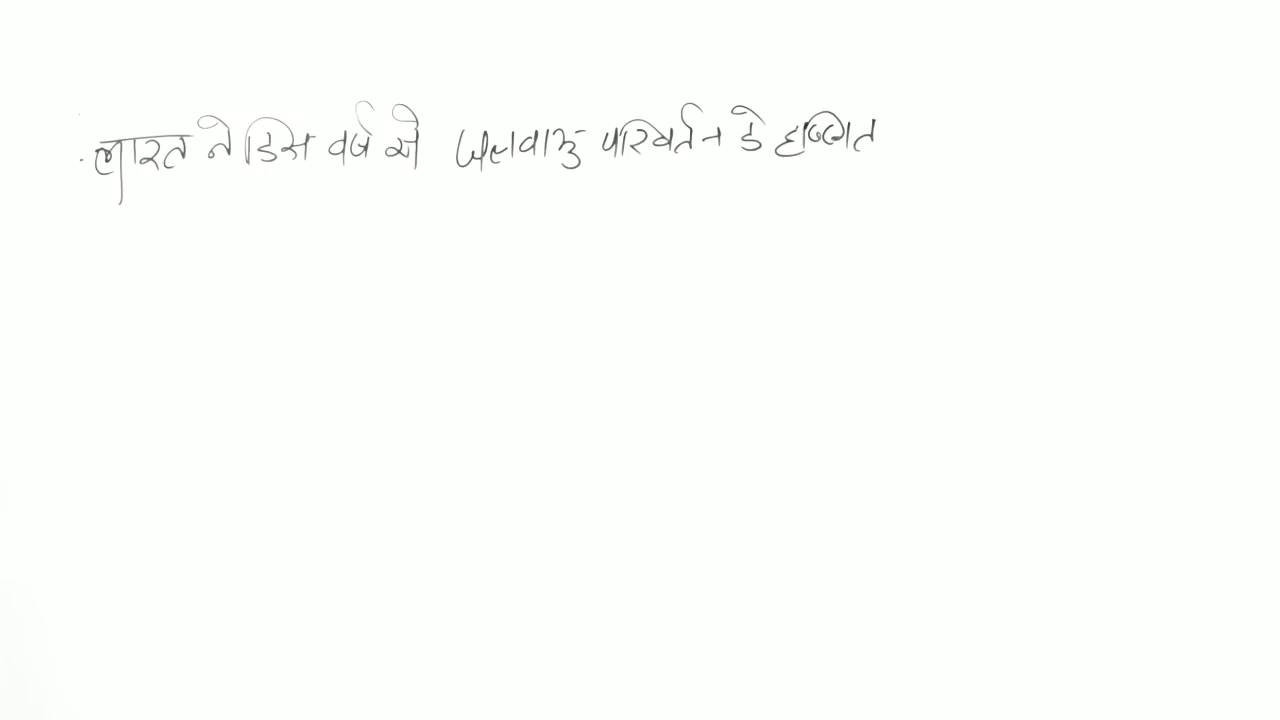 भारत ने किस वर्ष से जलवायु परिवर्तन के